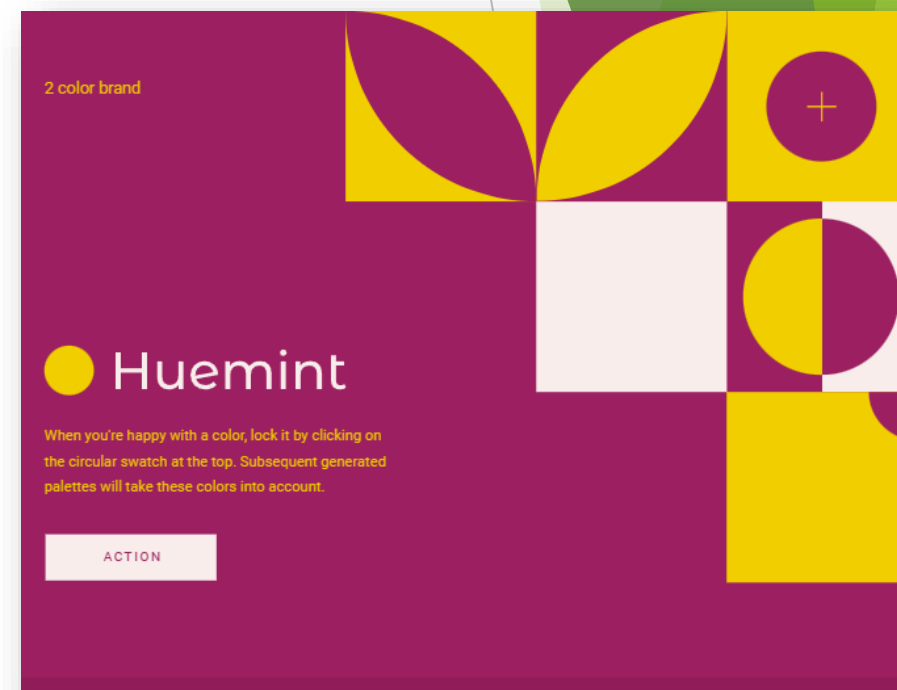 2 color brand
Huemint
When you're happy with a color, lock it by clicking on
the circular swatch at the top. Subsequent generated
palettes will take these colors into account.
ACTION